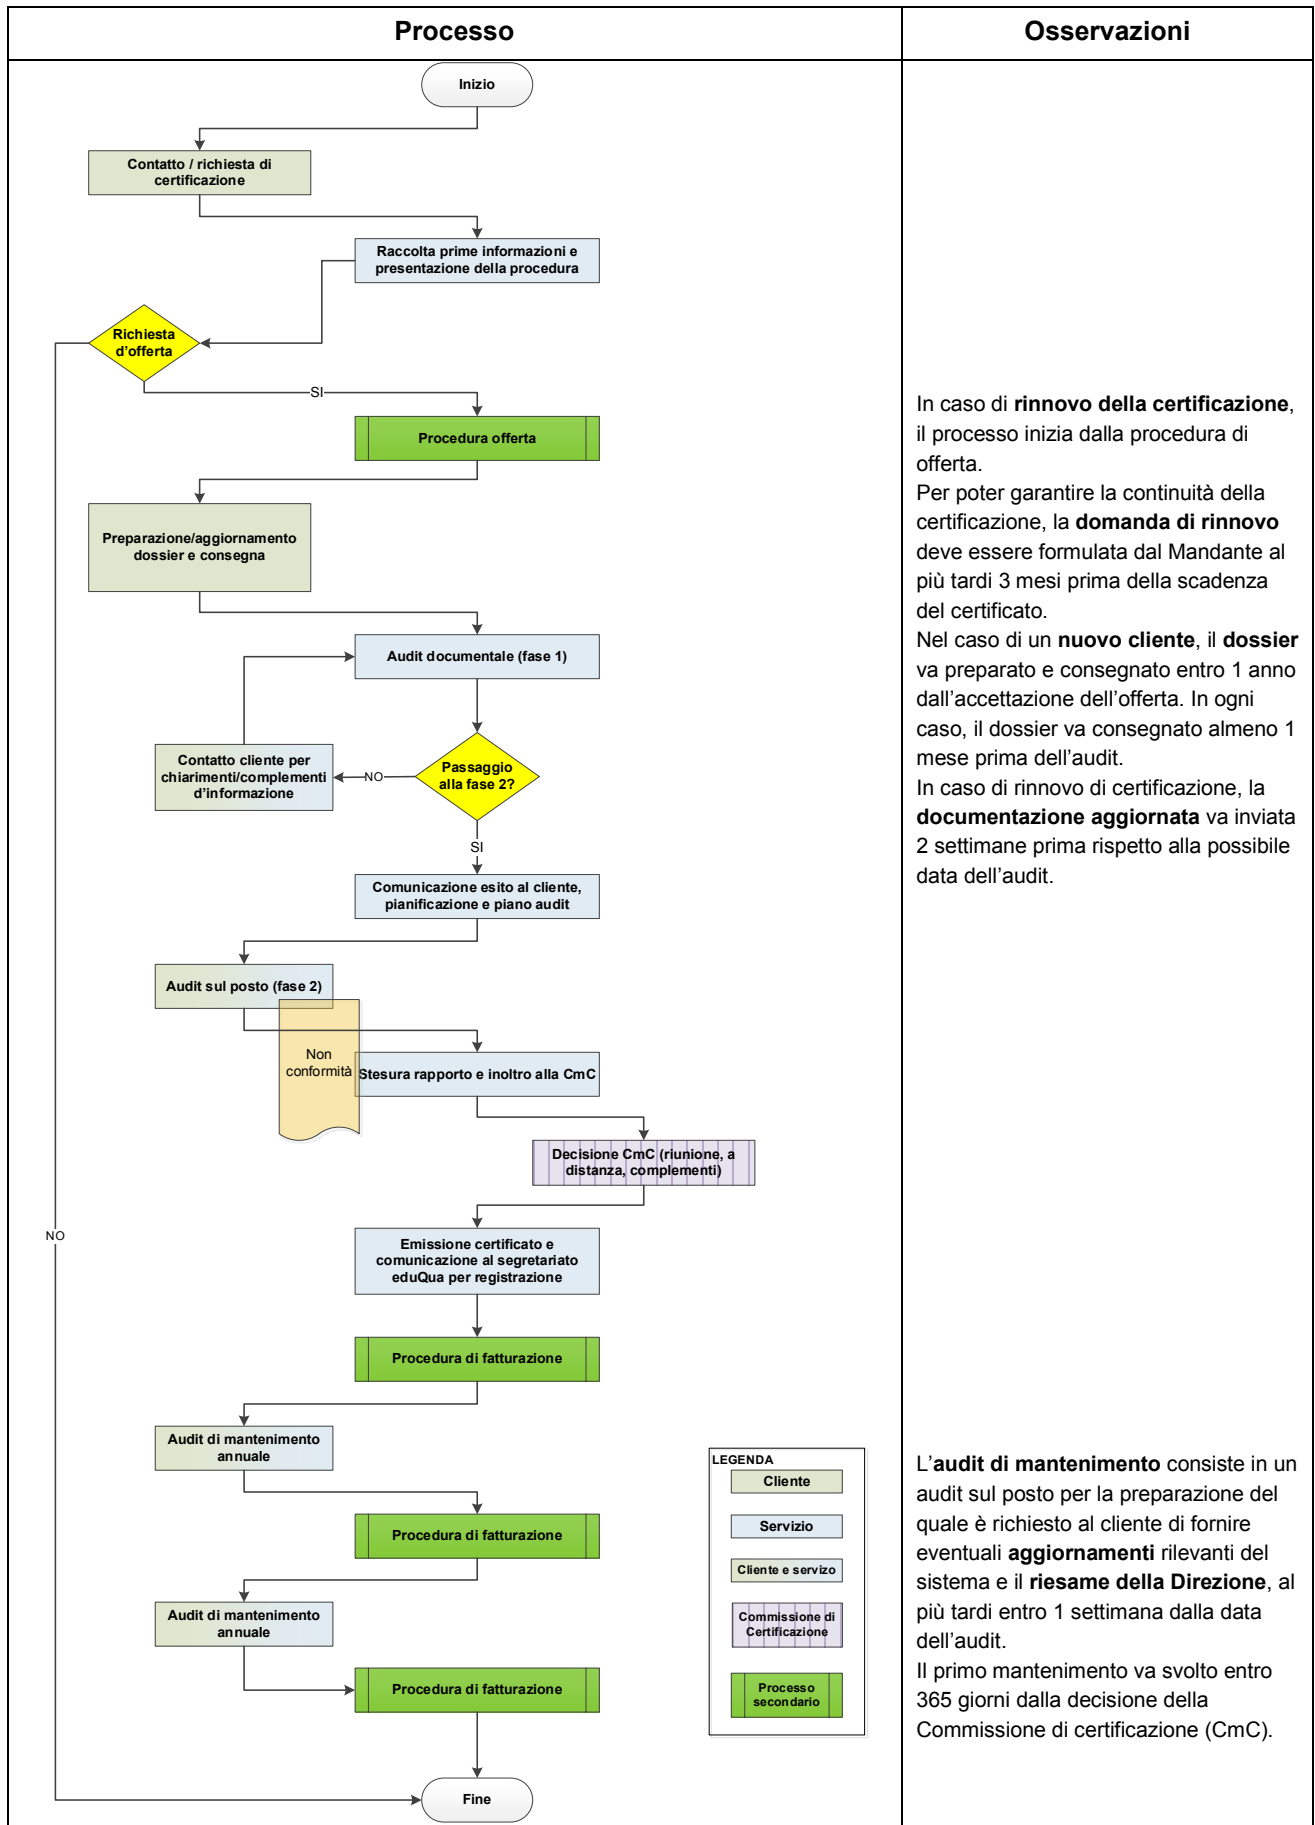 Processo
Osservazioni
Inizio
Contatto / richiesta di
certificazione
Raccolta prime informazioni e
presentazione della procedura
Richiesta
d'offerta
SI
Procedura offerta
Preparazione/aggiornamento
dossier e consegna
Audit documentale (fase 1)
Contatto cliente per
chiarimenti/complementi
d'informazione
NO
Passaggio
alla fase 2?
SI
Comunicazione esito al cliente,
pianificazione e piano audit
Audit sul posto (fase 2)
Non
conformità
Stesura rapporto e inoltro alla CmC
Decisione CmC (riunione, a
distanza, complementi)
NO
Emissione certificato e
comunicazione al segretariato
eduQua per registrazione
Procedura di fatturazione
Audit di mantenimento
annuale
Procedura di fatturazione
Audit di mantenimento
annuale
Procedura di fatturazione
Fine
LEGENDA
Cliente
Servizio
Cliente e servizo
Commissione di
Certificazione
Processo
secondario
In caso di rinnovo della certificazione,
il processo inizia dalla procedura di
offerta.
Per poter garantire la continuità della
certificazione, la domanda di rinnovo
deve essere formulata dal Mandante al
più tardi 3 mesi prima della scadenza
del certificato.
Nel caso di un nuovo cliente, il dossier
va preparato e consegnato entro 1 anno
dall'accettazione dell'offerta. In ogni
caso, il dossier va consegnato almeno 1
mese prima dell'audit.
In caso di rinnovo di certificazione, la
documentazione aggiornata va inviata
2 settimane prima rispetto alla possibile
data dell'audit.
L'audit di mantenimento consiste in un
audit sul posto per la preparazione del
quale è richiesto al cliente di fornire
eventuali aggiornamenti rilevanti del
sistema e il riesame della Direzione, al
più tardi entro 1 settimana dalla data
dell'audit.
Il primo mantenimento va svolto entro
365 giorni dalla decisione della
Commissione di certificazione (CmC).